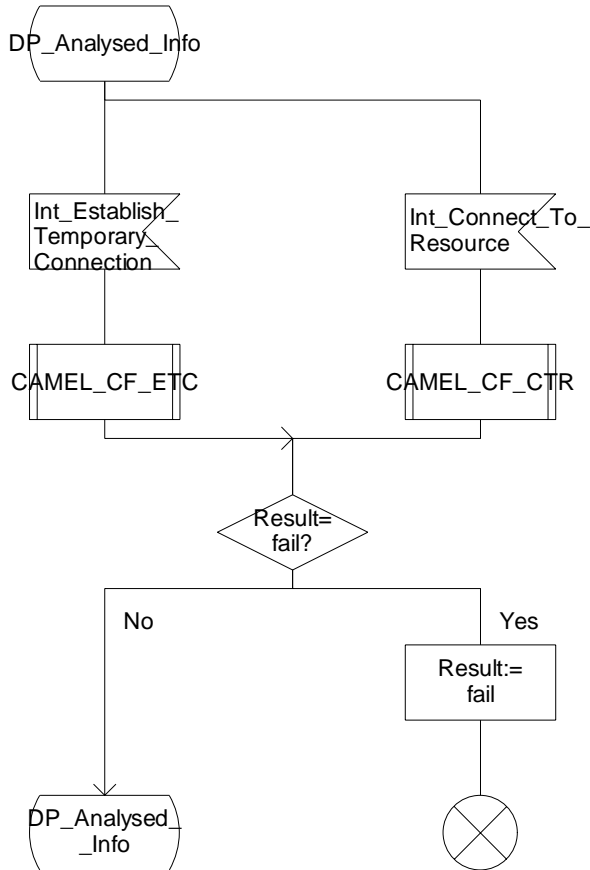 DP_Analysed_Info
Int_Establish_
Temporary_
Connection
Int_Connect_To_
Resource
CAMEL_CF_ETC
CAMEL_CF_CTR
Result=
fail?
No
Yes
Result:=
fail
DP_Analysed_
_Info